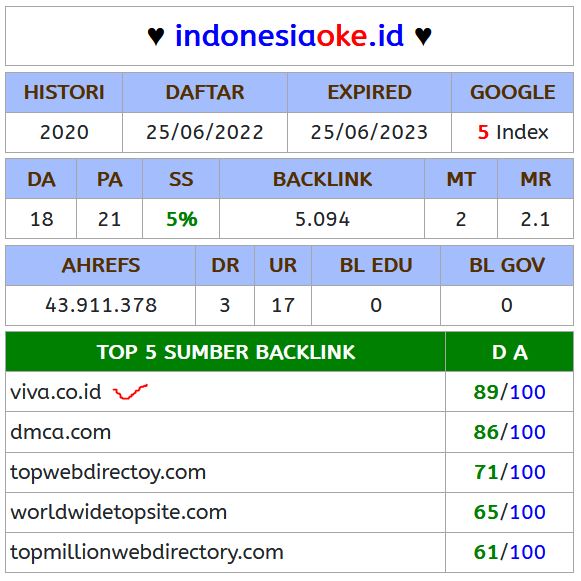 ♥ indonesiaoke.id ♥
HISTORI DAFTAR EXPIRED GOOGLE
2020 25/06/2022 25/06/2023 5 Index
DA PA SS BACKLINK MT MR
18 21 5% 5.094 2 2.1
AHREFS DR UR BL EDU BL GOV
43.911.378 3 17 0 0
TOP 5 SUMBER BACKLINK D A
viva.co.id 89/100
dmca.com 86/100
topwebdirectoy.com 71/100
worldwidetopsite.com 65/100
topmillionwebdirectory.com 61/100